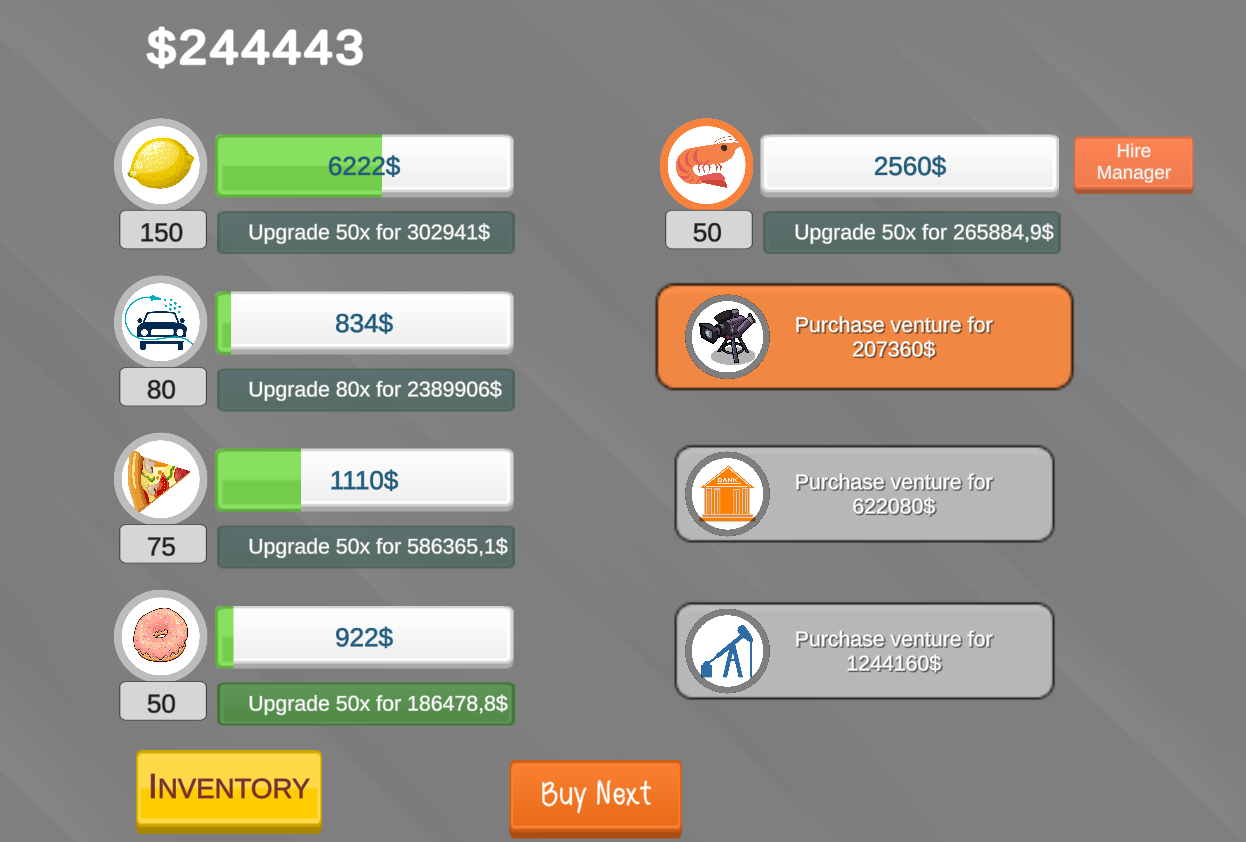 $244443
6222$
150
Upgrade 50x for 302941$
834$
80
Upgrade 80x for 2389906$
1110$
75
Upgrade 50x for 586365,1$
922$
50
Upgrade 50x for 186478,8$
2560$
Hire
Manager
50
Upgrade 50x for 265884,9$
Purchase venture for
207360$
BANK
Purchase venture for
622080$
Purchase venture for
1244160$
INVENTORY
Buy Next